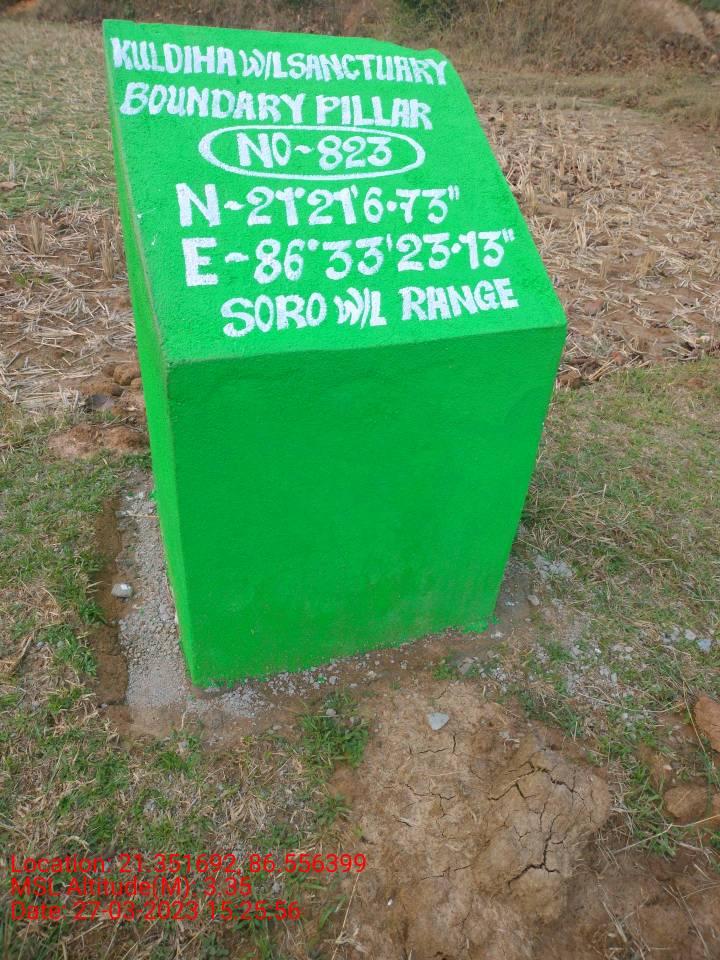 KULDIHA W/L SANCTUARY
BOUNDARY PILLAR
NO~823
N~21°21'6.73"
E~86°33'23.13"
SORO W/L RANGE
Location: 21.351692, 86.556399
MSL Altitude(M): 3.35
Date: 27-03-2023 15:25:56